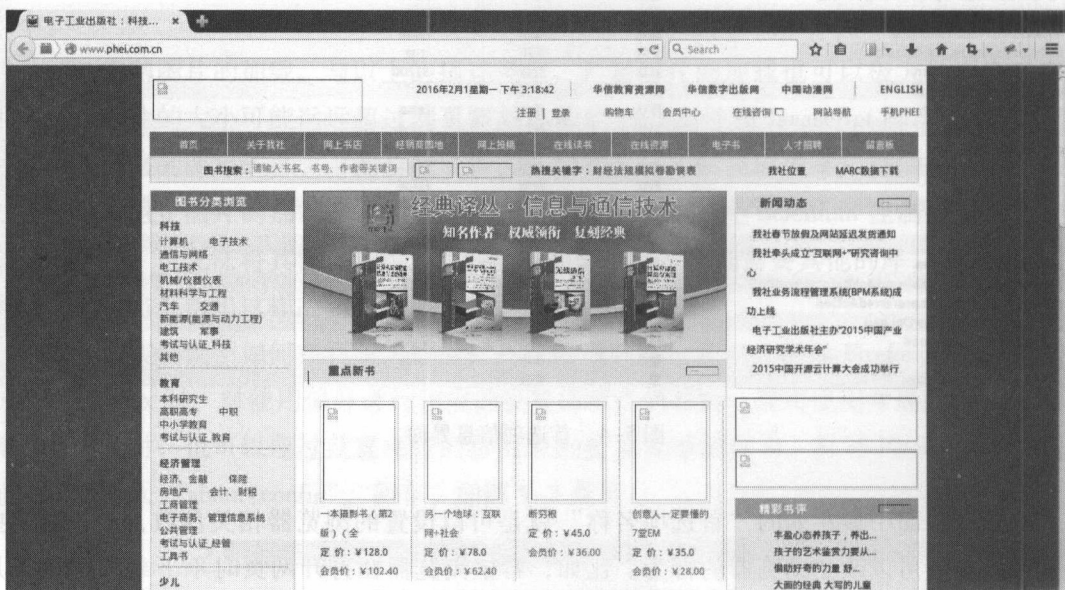 电子工业出版社：科技...
www.phei.com.cn
Search
2016年2月1星期一 下午 3:18:42
华信教育资源网
华信数字出版网
中国动漫网
ENGLISH
注册 | 登录
购物车
会员中心
在线咨询
网站导航
手机PHEI
首页
关于我社
网上书店
经销商园地
网上投稿
在线读书
在线资源
电子书
人才招聘
留言板
图书搜索：
请输入书名、书号、作者等关键词
热搜关键字：财经法规模拟卷勘误表
我社位置
MARC数据下载
图书分类浏览
科技
计算机 电子技术
通信与网络
电工技术
机械/仪器仪表
材料科学与工程
汽车 交通
新能源(能源与动力工程)
建筑 军事
考试与认证_科技
其他
教育
本科研究生
高职高专 中职
中小学教育
考试与认证_教育
经济管理
经济、金融 保险
房地产 会计、财税
工商管理
电子商务、管理信息系统
公共管理
考试与认证_经管
工具书
少儿
经典译丛·信息与通信技术
知名作者 权威领衔 复刻经典
重点新书
一本摄影书（第2
版）（全
定 价：￥128.0
会员价：￥102.40
另一个地球：互联
网+社会
定 价：￥78.0
会员价：￥62.40
断穷根
定 价：￥45.0
会员价：￥36.00
创意人一定要懂的
7堂EM
定 价：￥35.0
会员价：￥28.00
新闻动态
我社春节放假及网站延迟发货通知
我社牵头成立“互联网+”研究咨询中
心
我社业务流程管理系统(BPM系统)成
功上线
电子工业出版社主办“2015中国产业
经济研究学术年会”
2015中国开源云计算大会成功举行
精彩书评
丰盈心态养孩子，养出...
孩子的艺术鉴赏力要从...
借助好奇的力量 舒...
大画的经典 大写的儿童